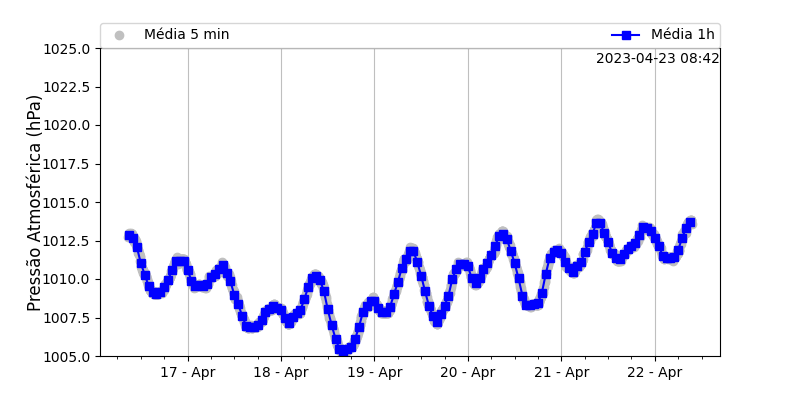 Média 5 min
Média 1h
2023-04-23 08:42
Pressão Atmosférica (hPa)
1025.0
1022.5
1020.0
1017.5
1015.0
1012.5
1010.0
1007.5
1005.0
17 - Apr
18 - Apr
19 - Apr
20 - Apr
21 - Apr
22 - Apr